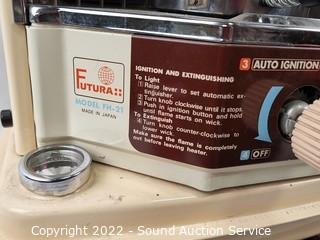 FUTURA
MODEL FH-21
MADE IN JAPAN
IGNITION AND EXTINGUISHING
To Light
(1) Raise lever to set automatic ex-
tinguisher.
(2) Turn knob clockwise until it stops.
(3) Push in ignition button and hold
until flame starts on wick.
To Extinguish
(4) Turn knob counter-clockwise to
lower wick.
Make sure the flame is completely
out before leaving heater.
3 AUTO IGNITION
4 OFF
Copyright 2022 - Sound Auction Service